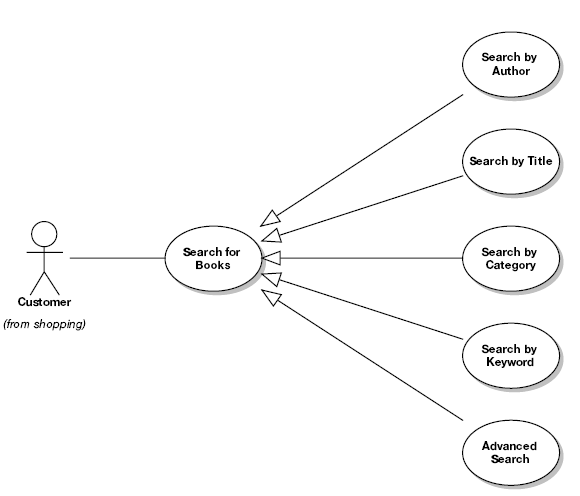 Search by
Author
Search by Title
Search for
Books
Search by
Category
Customer
(from shopping)
Search by
Keyword
Advanced
Search